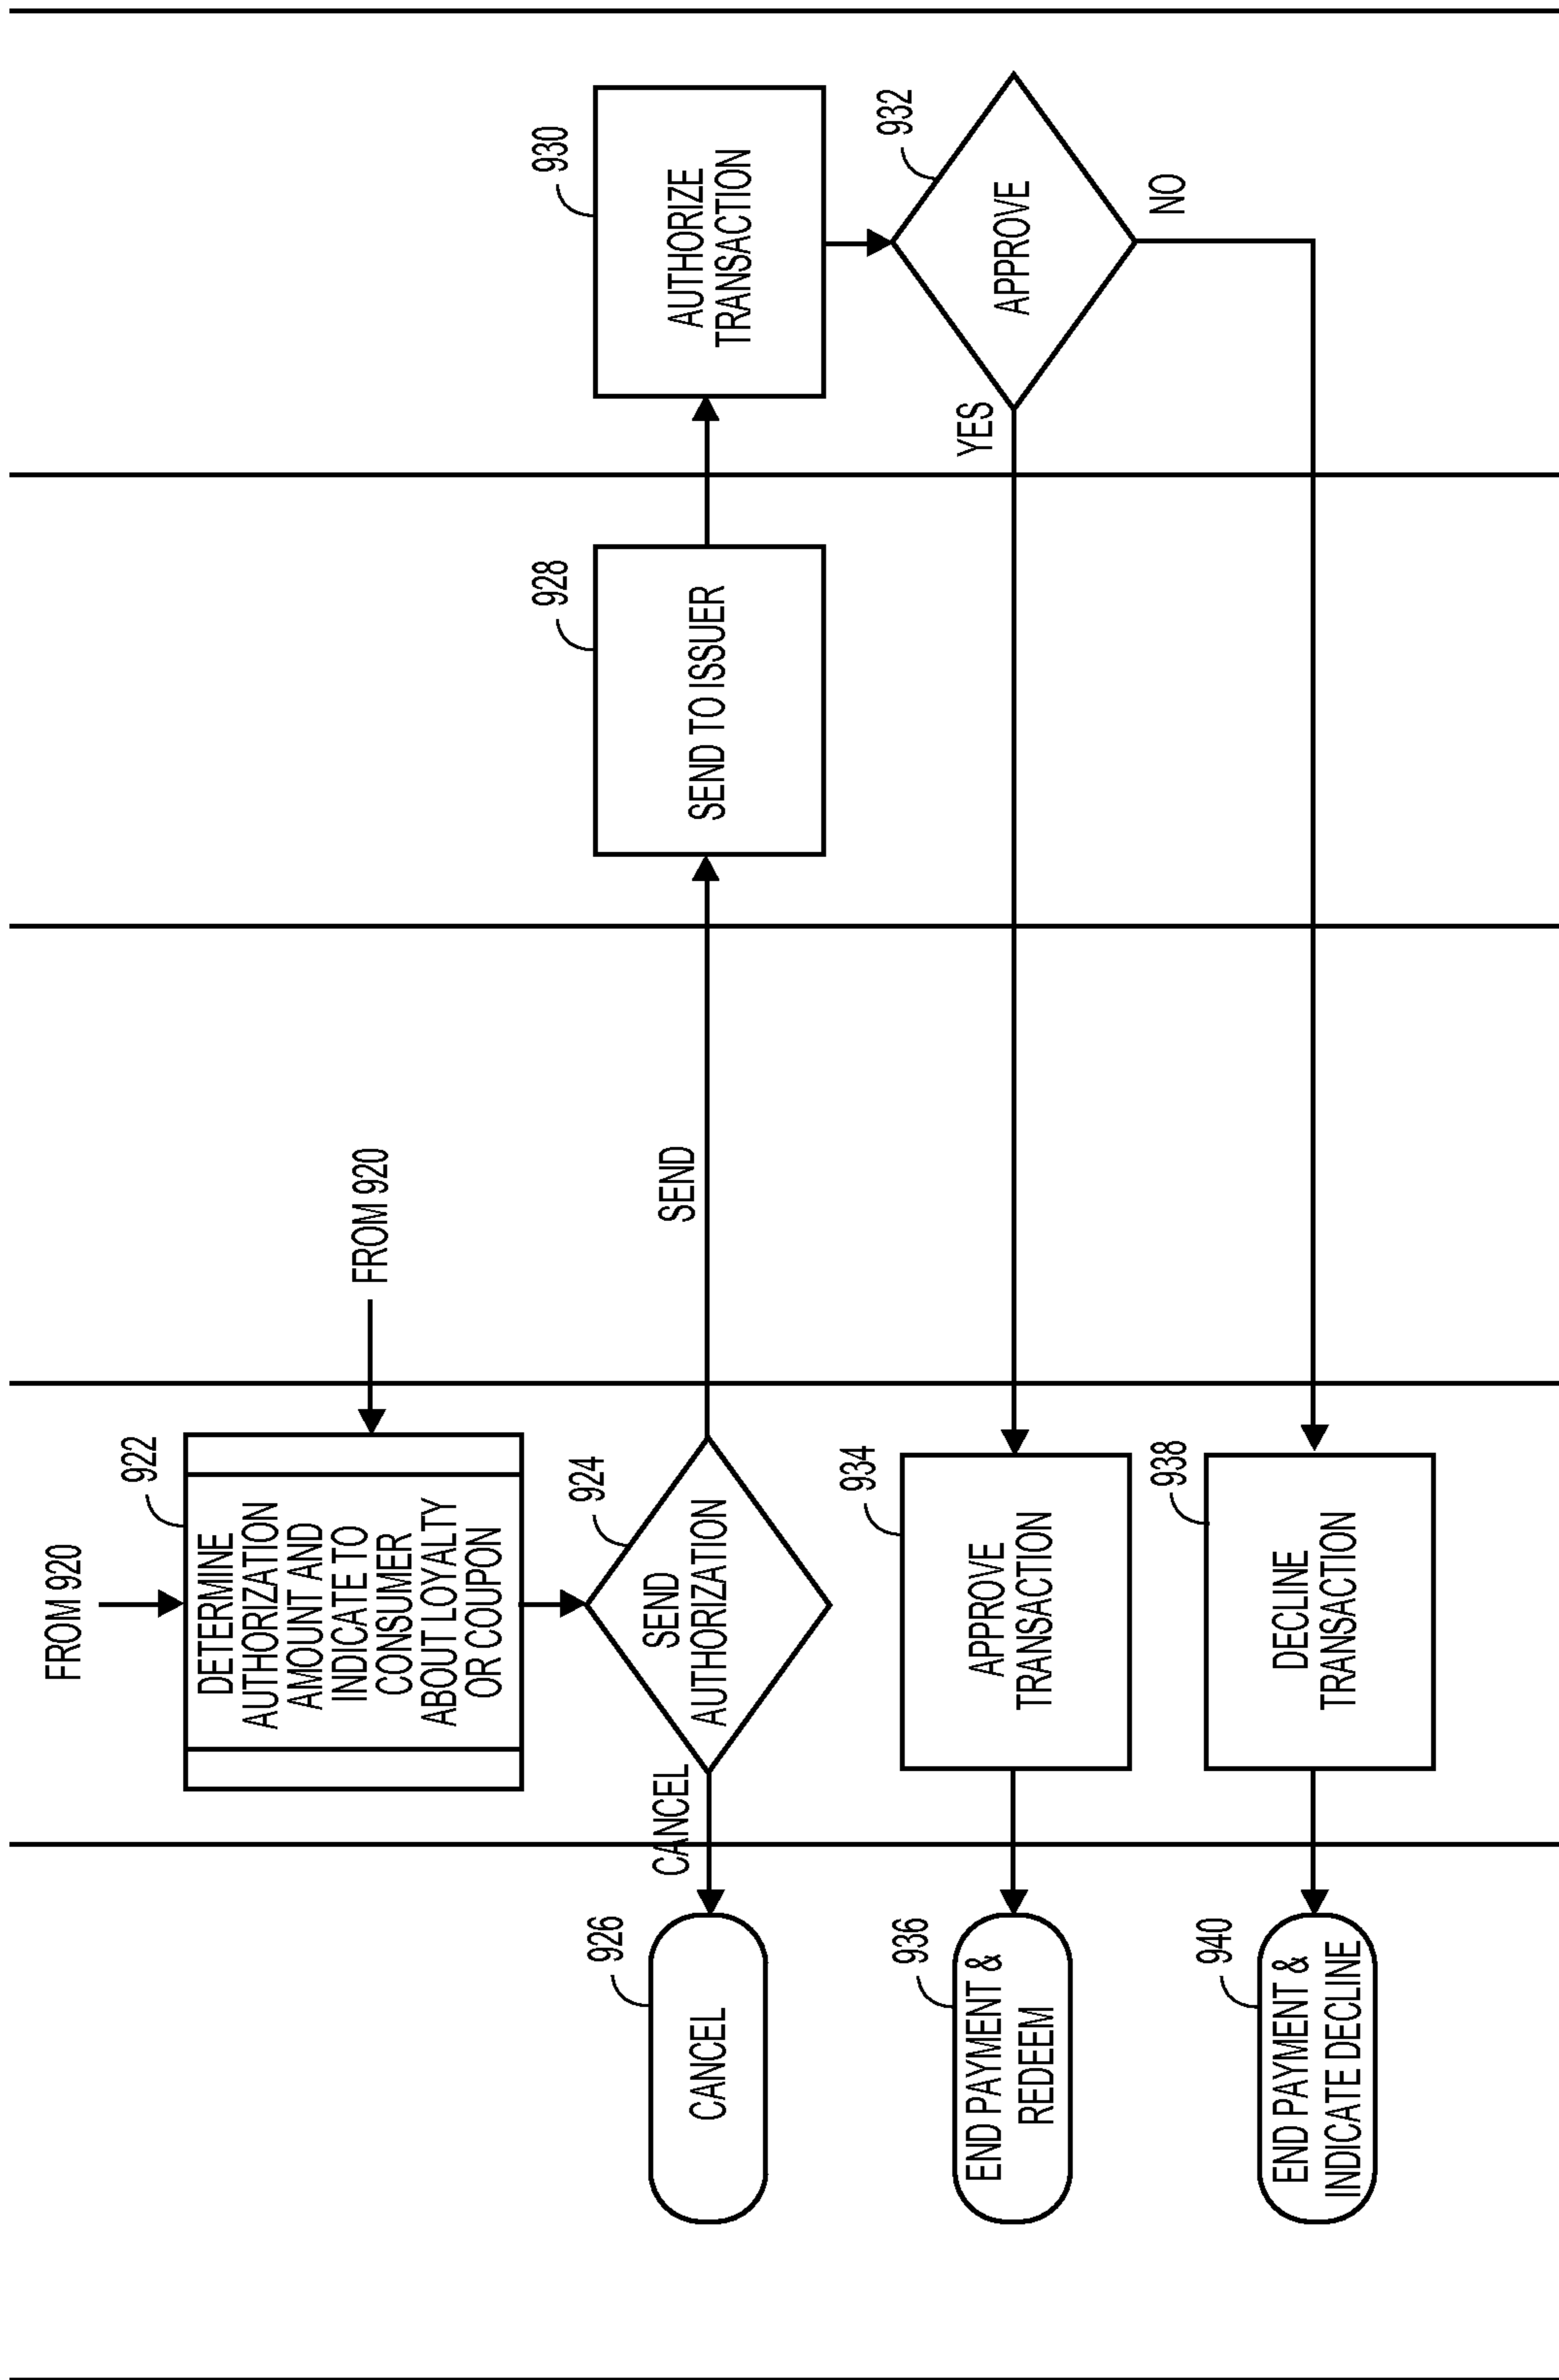 FROM 920
922
DETERMINE
AUTHORIZATION
AMOUNT AND
INDICATE TO
CONSUMER
ABOUT LOYALTY
OR COUPON
FROM 920
924
SEND
AUTHORIZATION
CANCEL
926
CANCEL
SEND
928
SEND TO ISSUER
930
AUTHORIZE
TRANSACTION
932
APPROVE
YES
NO
934
APPROVE
TRANSACTION
936
END PAYMENT &
REDEEM
938
DECLINE
TRANSACTION
940
END PAYMENT &
INDICATE DECLINE